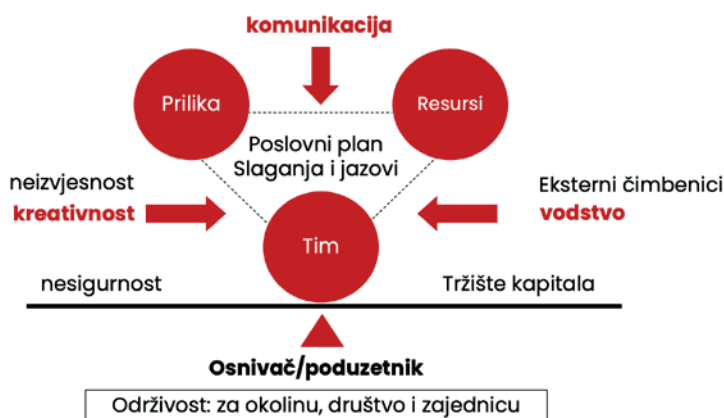 komunikacija
Prilika
Resursi
Poslovni plan
Slaganja i jazovi
neizvjesnost
kreativnost
Eksterni čimbenici
vodstvo
Tim
nesigurnost
Tržište kapitala
Osnivač/poduzetnik
Održivost: za okolinu, društvo i zajednicu